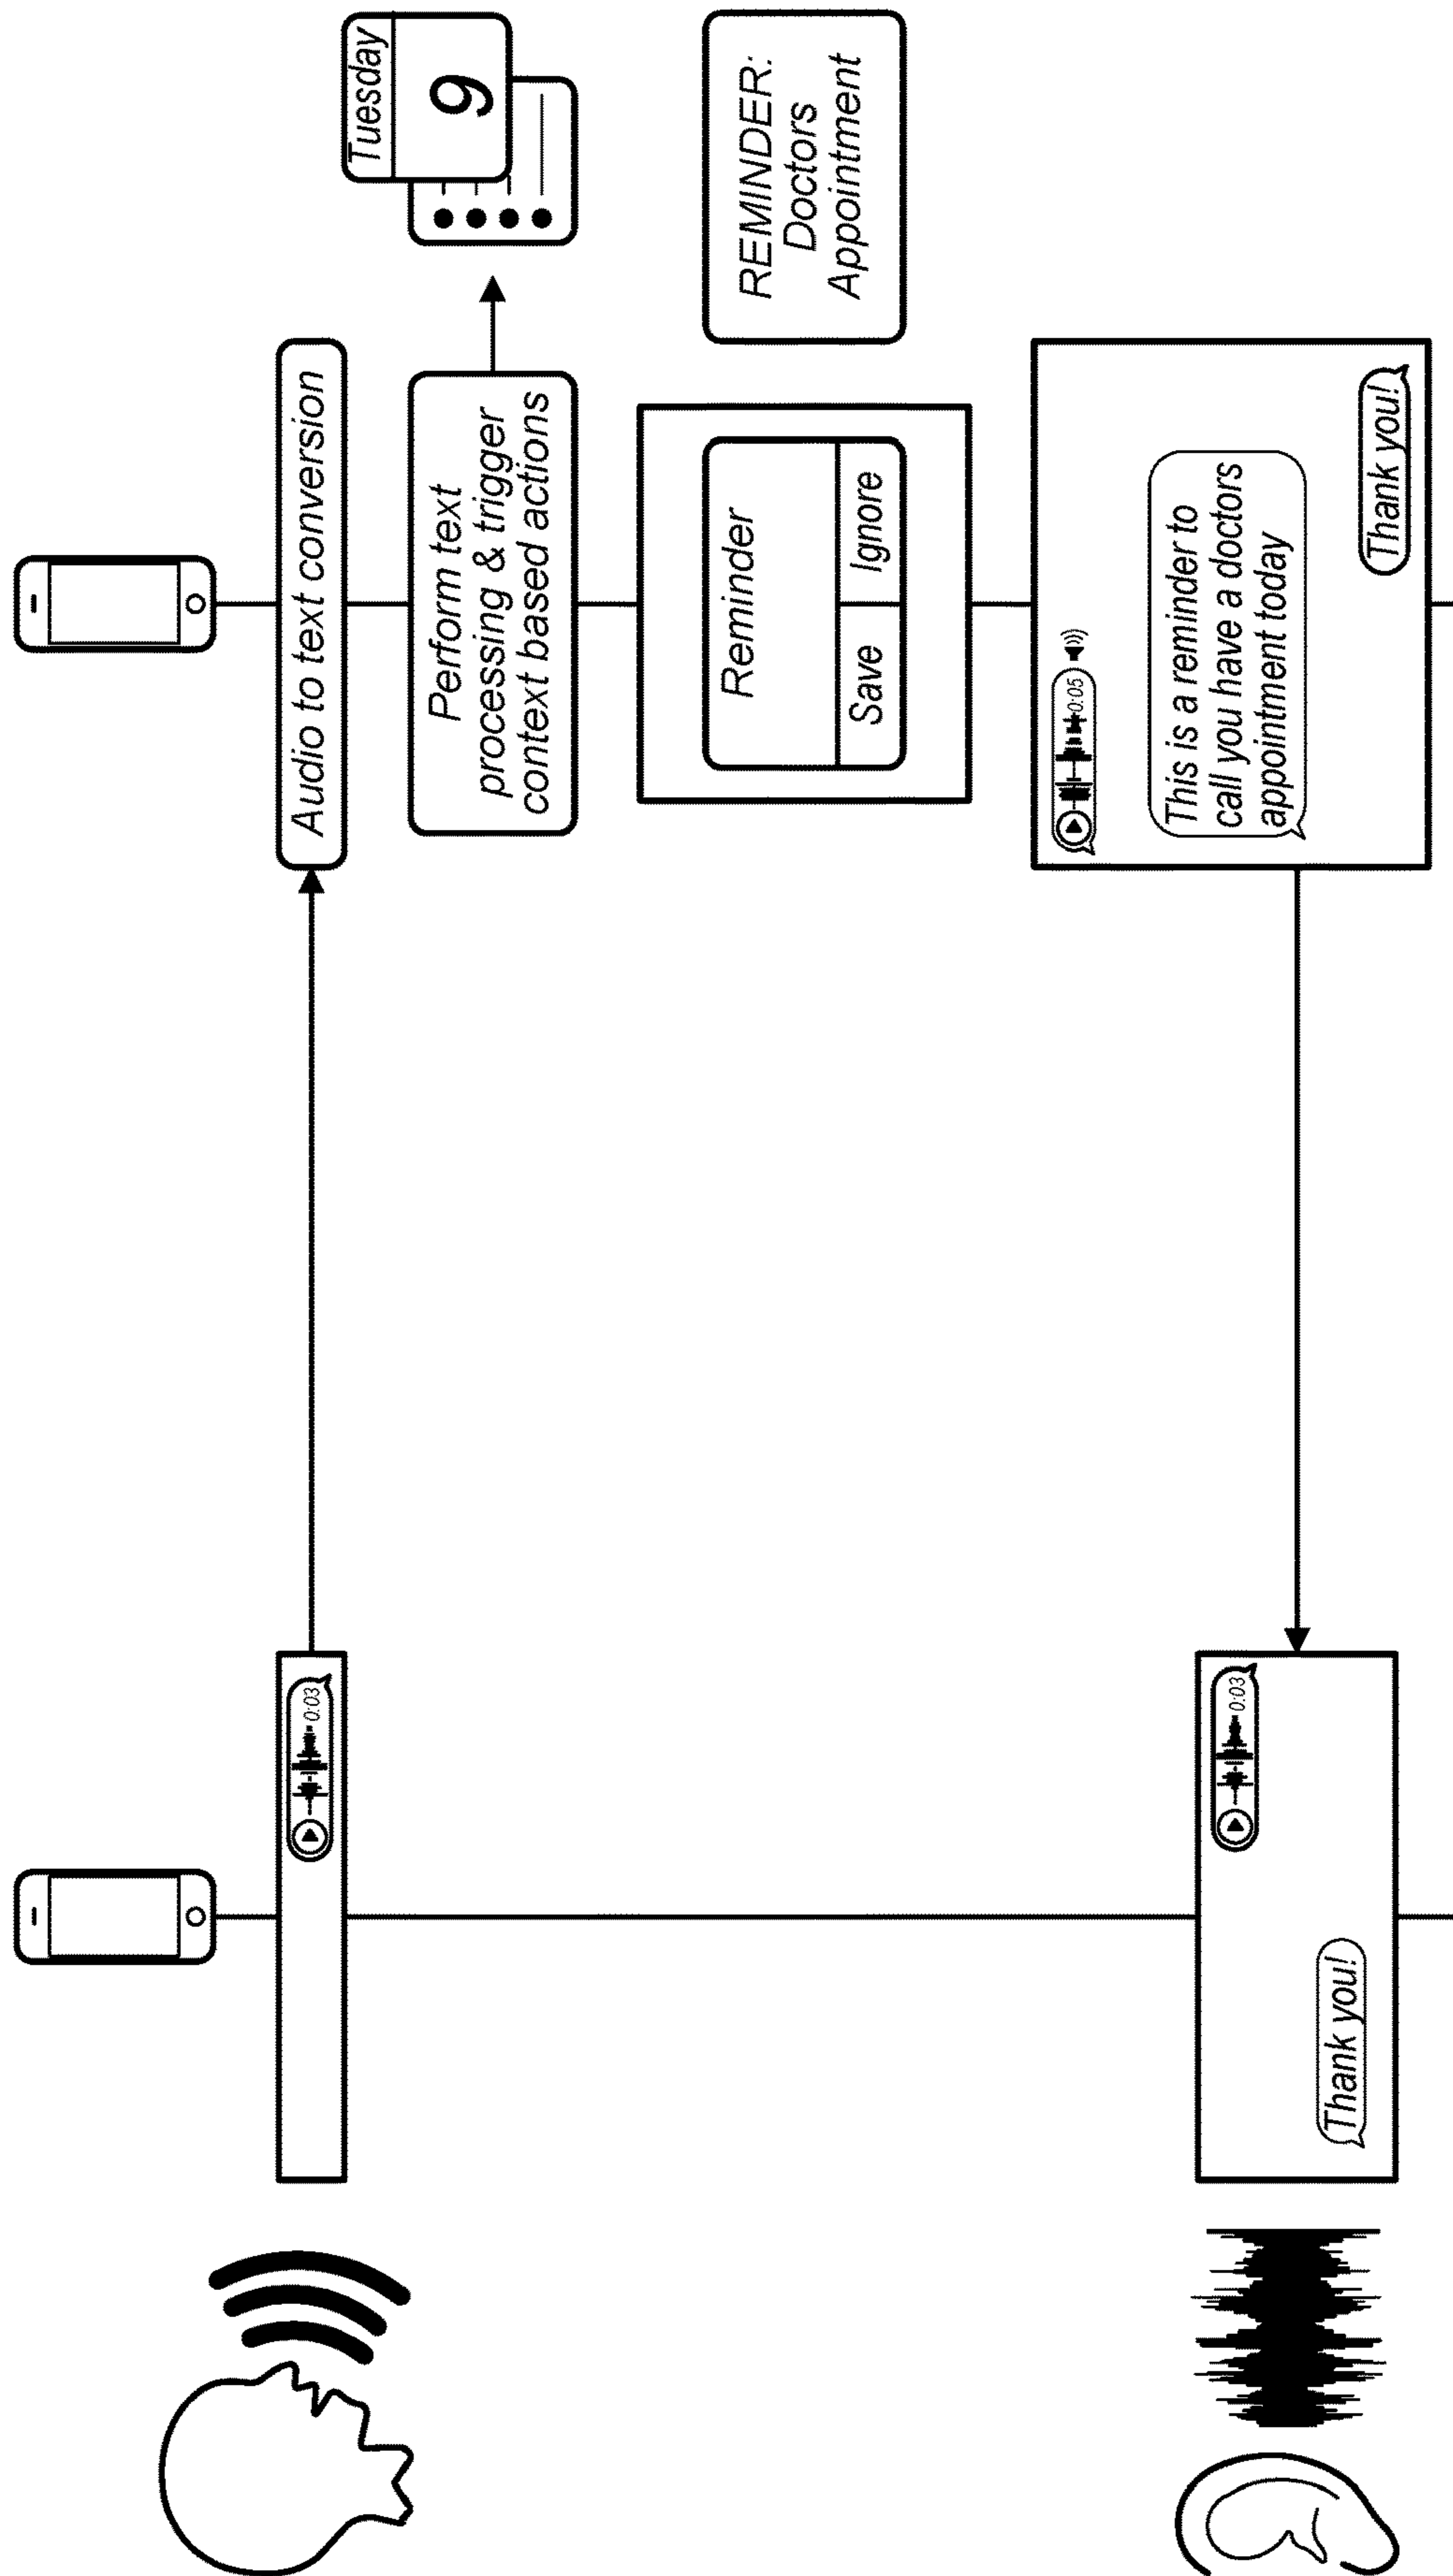 0:03
Audio to text conversion
Perform text
processing & trigger
context based actions
Tuesday
9
Reminder
Save
Ignore
REMINDER:
Doctors
Appointment
0:05
This is a reminder to
call you have a doctors
appointment today
Thank you!
0:03
Thank you!